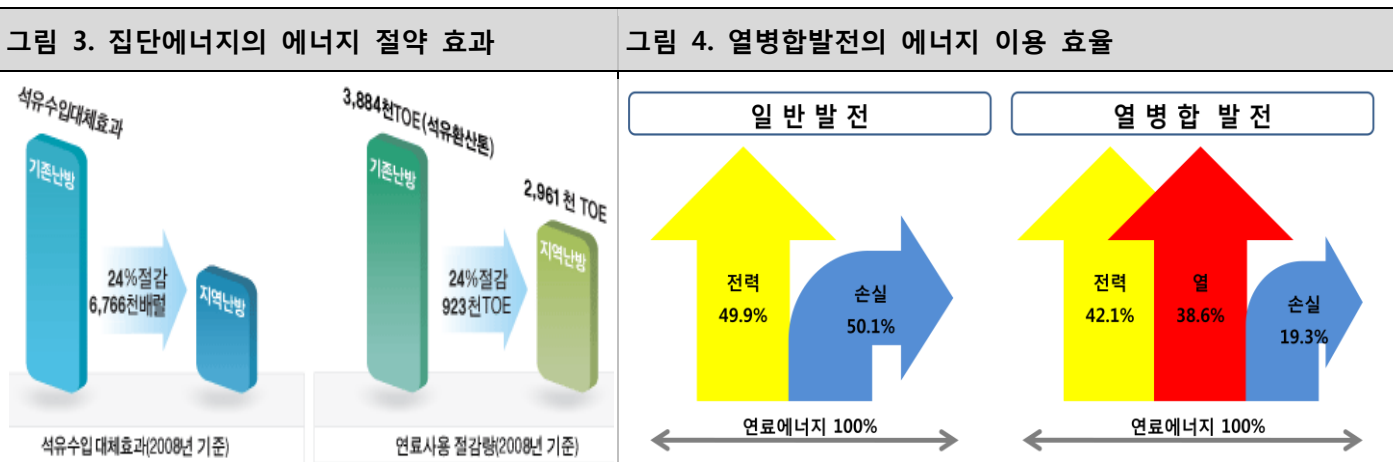 그림 3. 집단에너지의 에너지 절약 효과
석유수입대체효과
기존난방
24%절감
6,766천배럴
지역난방
석유수입 대체효과(2008년 기준)
3,884천TOE(석유환산톤)
기존난방
24%절감
923천TOE
2,961 천 TOE
지역난방
연료사용 절감량(2008년 기준)
그림 4. 열병합발전의 에너지 이용 효율
일반발전
전력
49.9%
손실
50.1%
연료에너지 100%
열병합 발전
전력
42.1%
열
38.6%
손실
19.3%
연료에너지 100%